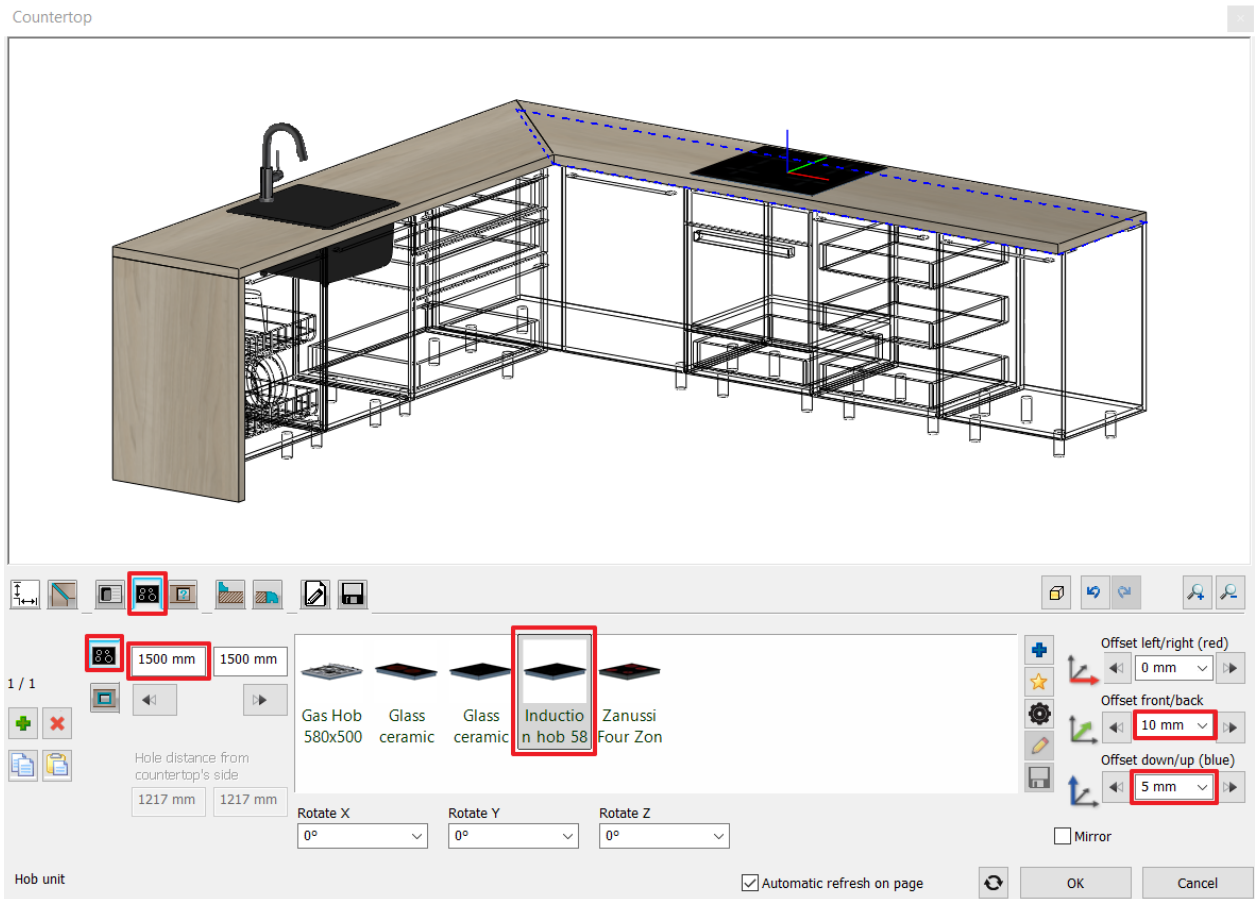 Countertop
1500 mm
1500 mm
Offset left/right (red)
0 mm
1 / 1
Offset front/back
10 mm
Gas Hob
580x500
Glass
ceramic
Glass
ceramic
Inductio
n hob 58
Zanussi
Four Zon
Hole distance from
countertop's side
1217 mm
1217 mm
Offset down/up (blue)
5 mm
Rotate X
Rotate Y
Rotate Z
0°
0°
0°
Mirror
Hob unit
Automatic refresh on page
OK
Cancel